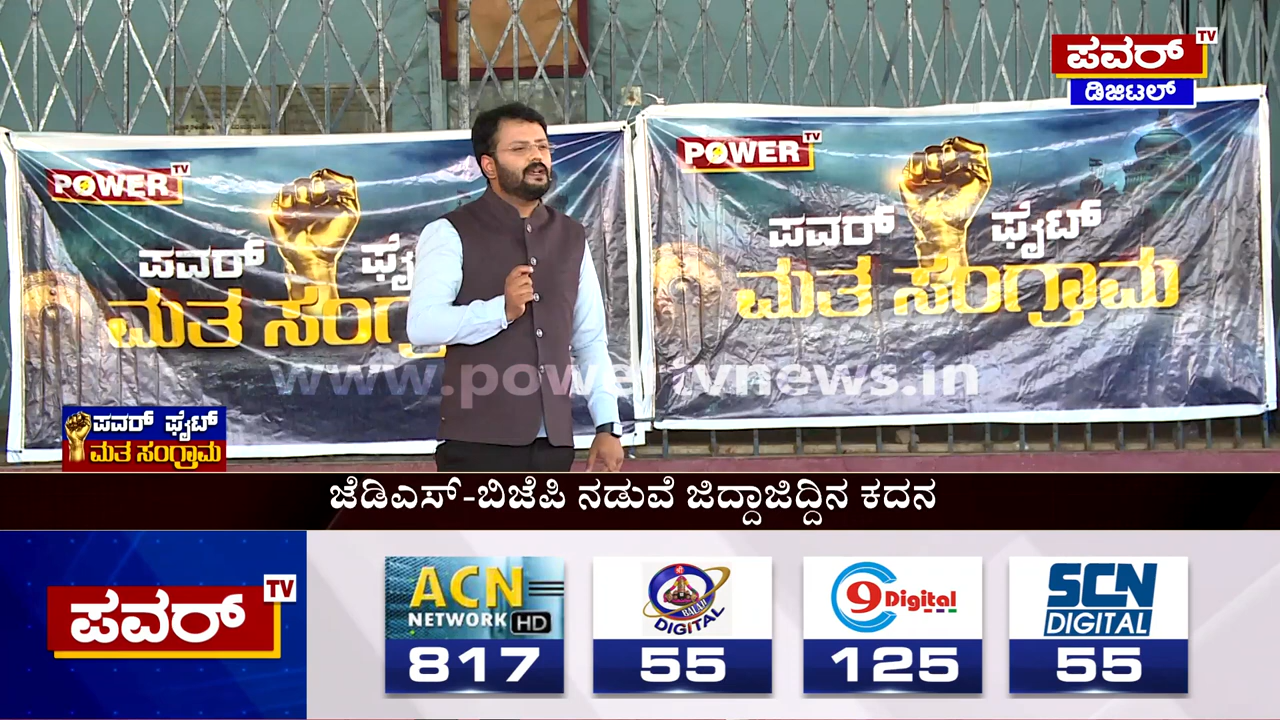 ಪವರ್ TV
ಡಿಜಿಟಲ್
POWER TV
ಪವರ್ ಫೈಟ್
ಮತ ಸಂಗ್ರಾ
POWER TV
ಪವರ್ ಫೈಟ್
ಮತ ಸಂಗ್ರಾಮ
www.powertvnews.in
ಪವರ್ ಫೈಟ್
ಮತ ಸಂಗ್ರಾಮ
ಜೆಡಿಎಸ್-ಬಿಜೆಪಿ ನಡುವೆ ಜಿದ್ದಾಜಿದ್ದಿನ ಕದನ
ಪವರ್ TV
ACN NETWORK HD
817
BALAJI DIGITAL
55
9 Digital
125
SCN DIGITAL
55